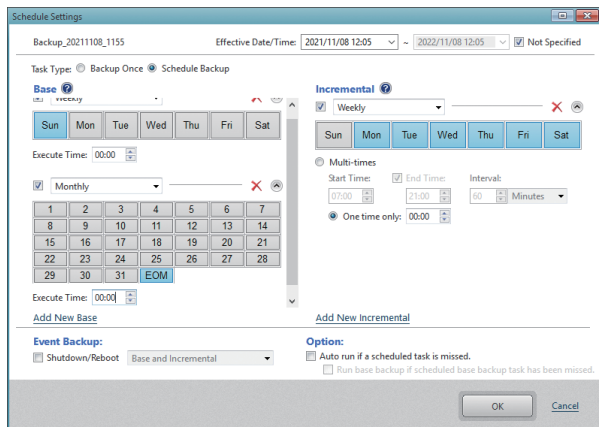 Schedule Settings
Backup_20211108_1155 Effective Date/Time: 2021/11/08 12:05 ~ 2022/11/08 12:05 Not Specified
Task Type: Backup Once Schedule Backup
Base
Weekly
Sun Mon Tue Wed Thu Fri Sat
Execute Time: 00:00
Monthly
1 2 3 4 5 6 7
8 9 10 11 12 13 14
15 16 17 18 19 20 21
22 23 24 25 26 27 28
29 30 31 EOM
Execute Time: 00:00
Add New Base
Incremental
Weekly
Sun Mon Tue Wed Thu Fri Sat
Multi-times
Start Time: End Time: Interval:
07:00 21:00 60 Minutes
One time only: 00:00
Add New Incremental
Event Backup:
Shutdown/Reboot Base and Incremental
Option:
Auto run if a scheduled task is missed.
Run base backup if scheduled base backup task has been missed.
OK Cancel